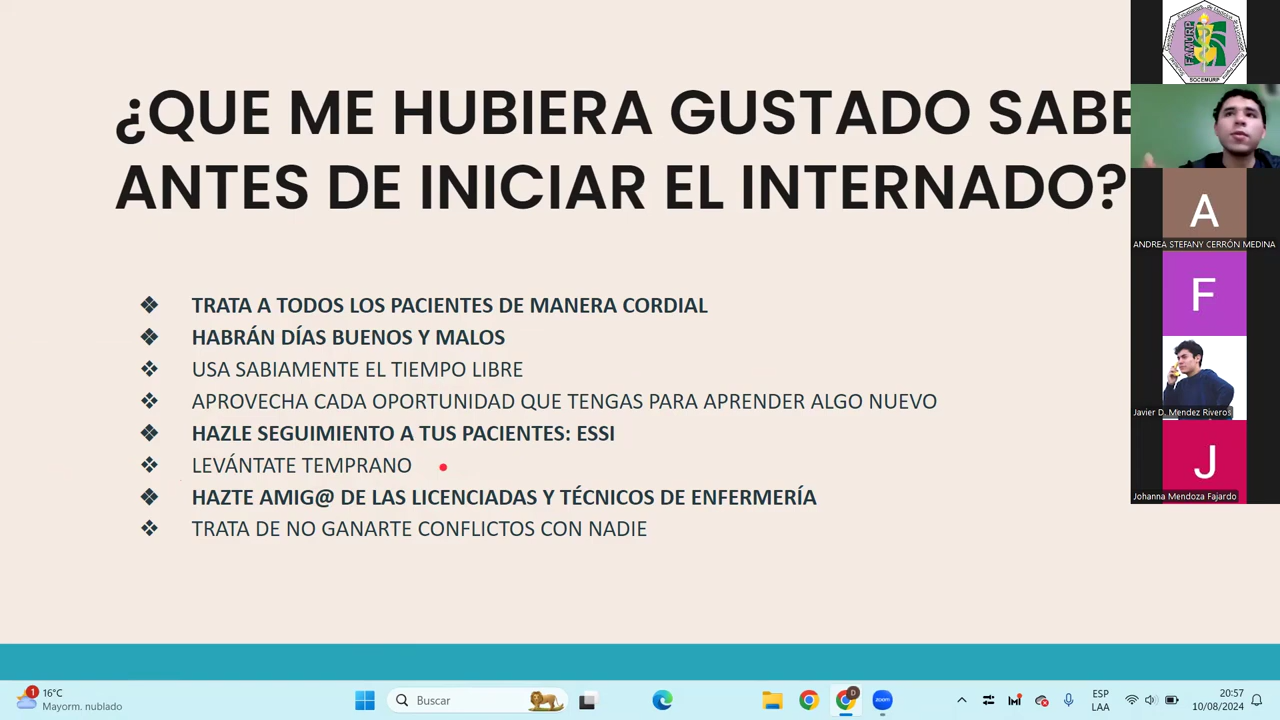 ¿QUE ME HUBIERA GUSTADO SABE
ANTES DE INICIAR EL INTERNADO?
❖ TRATA A TODOS LOS PACIENTES DE MANERA CORDIAL
❖ HABRÁN DÍAS BUENOS Y MALOS
❖ USA SABIAMENTE EL TIEMPO LIBRE
❖ APROVECHA CADA OPORTUNIDAD QUE TENGAS PARA APRENDER ALGO NUEVO
❖ HAZLE SEGUIMIENTO A TUS PACIENTES: ESSI
❖ LEVÁNTATE TEMPRANO
❖ HAZTE AMIG@ DE LAS LICENCIADAS Y TÉCNICOS DE ENFERMERÍA
❖ TRATA DE NO GANARTE CONFLICTOS CON NADIE
FAMURP
SOCEMURP
A
ANDREA STEFANY CERRÓN MEDINA
F
Javier D. Mendez Riveros
J
Johanna Mendoza Fajardo
1
16°C
Mayorm. nublado
Buscar
D
zoom
ESP
LAA
20:57
10/08/2024